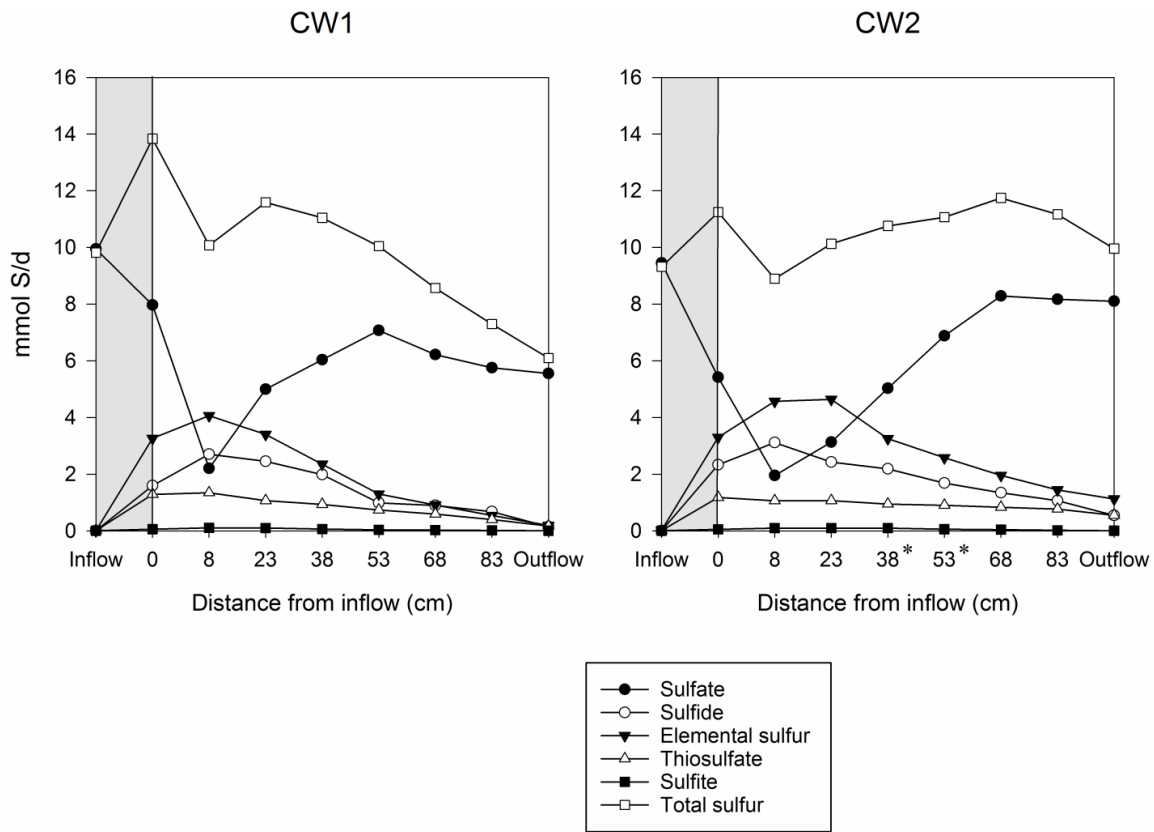 CW1
CW2
mmol S/d
16
14
12
10
8
6
4
2
0
Inflow 0 8 23 38 53 68 83 Outflow
Distance from inflow (cm)
16
14
12
10
8
6
4
2
0
Inflow 0 8 23 38 * 53 * 68 83 Outflow
Distance from inflow (cm)
Sulfate
Sulfide
Elemental sulfur
Thiosulfate
Sulfite
Total sulfur